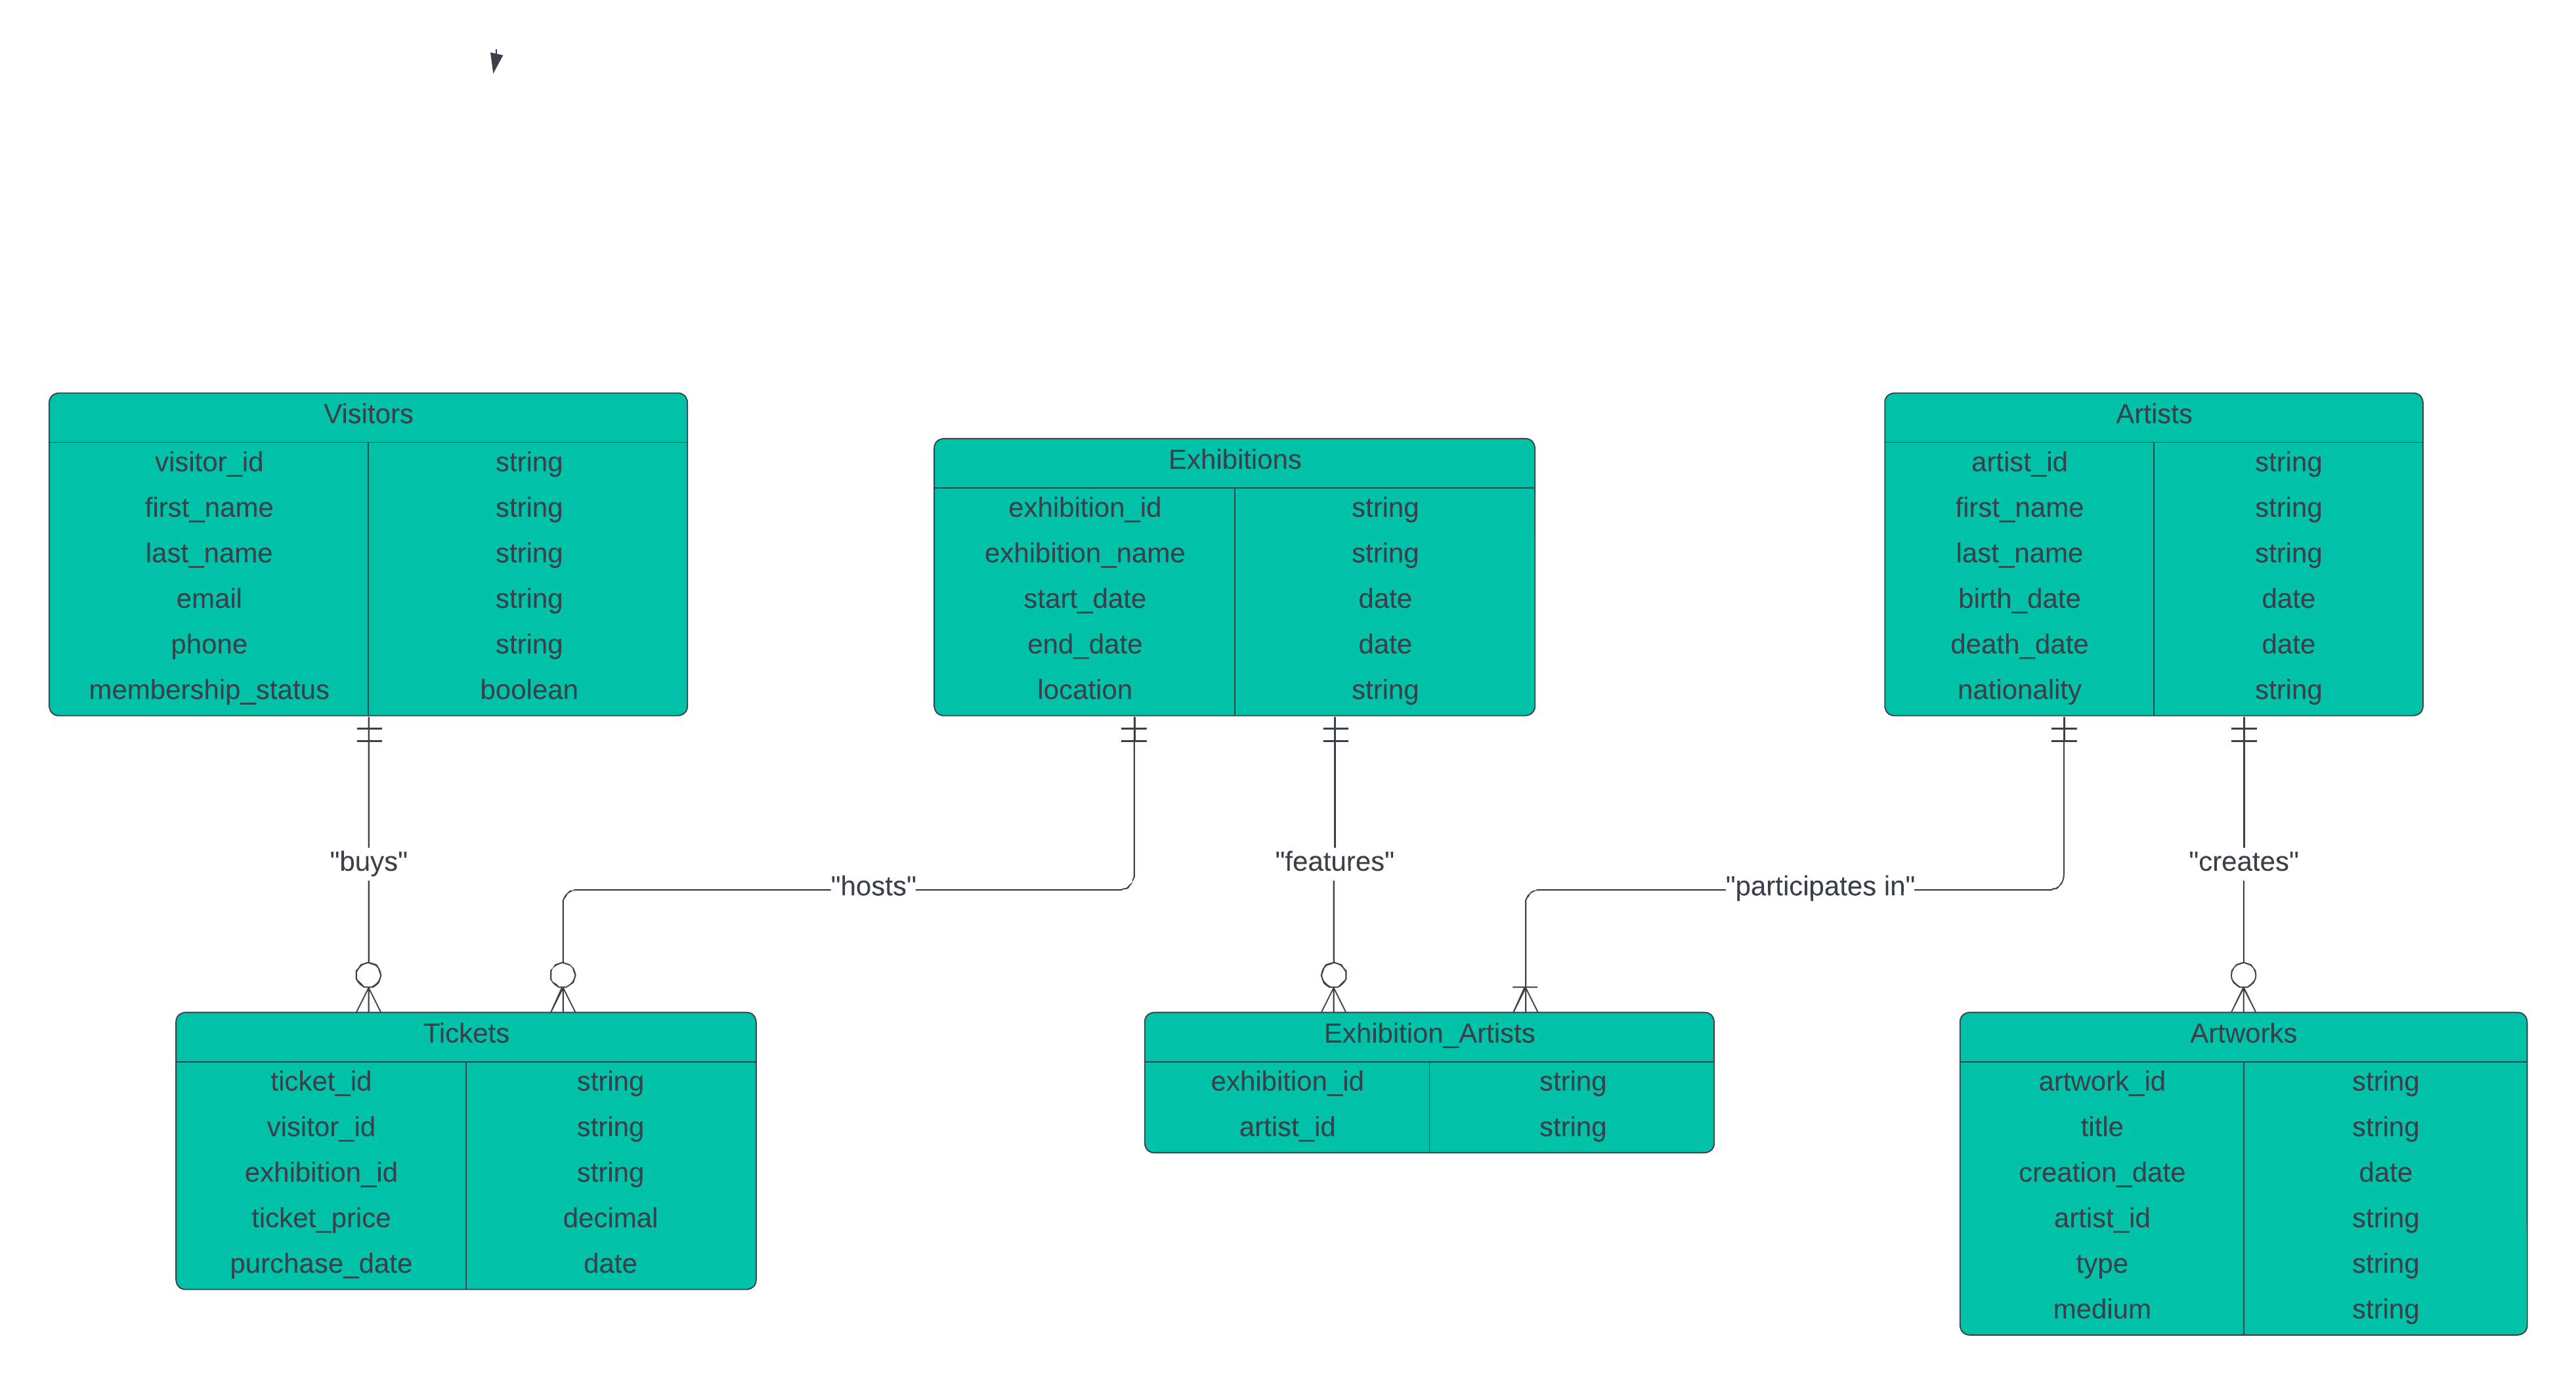 Visitors
visitor_id string
first_name string
last_name string
email string
phone string
membership_status boolean
Exhibitions
exhibition_id string
exhibition_name string
start_date date
end_date date
location string
Artists
artist_id string
first_name string
last_name string
birth_date date
death_date date
nationality string
"buys"
"hosts"
"features"
"participates in"
"creates"
Tickets
ticket_id string
visitor_id string
exhibition_id string
ticket_price decimal
purchase_date date
Exhibition_Artists
exhibition_id string
artist_id string
Artworks
artwork_id string
title string
creation_date date
artist_id string
type string
medium string